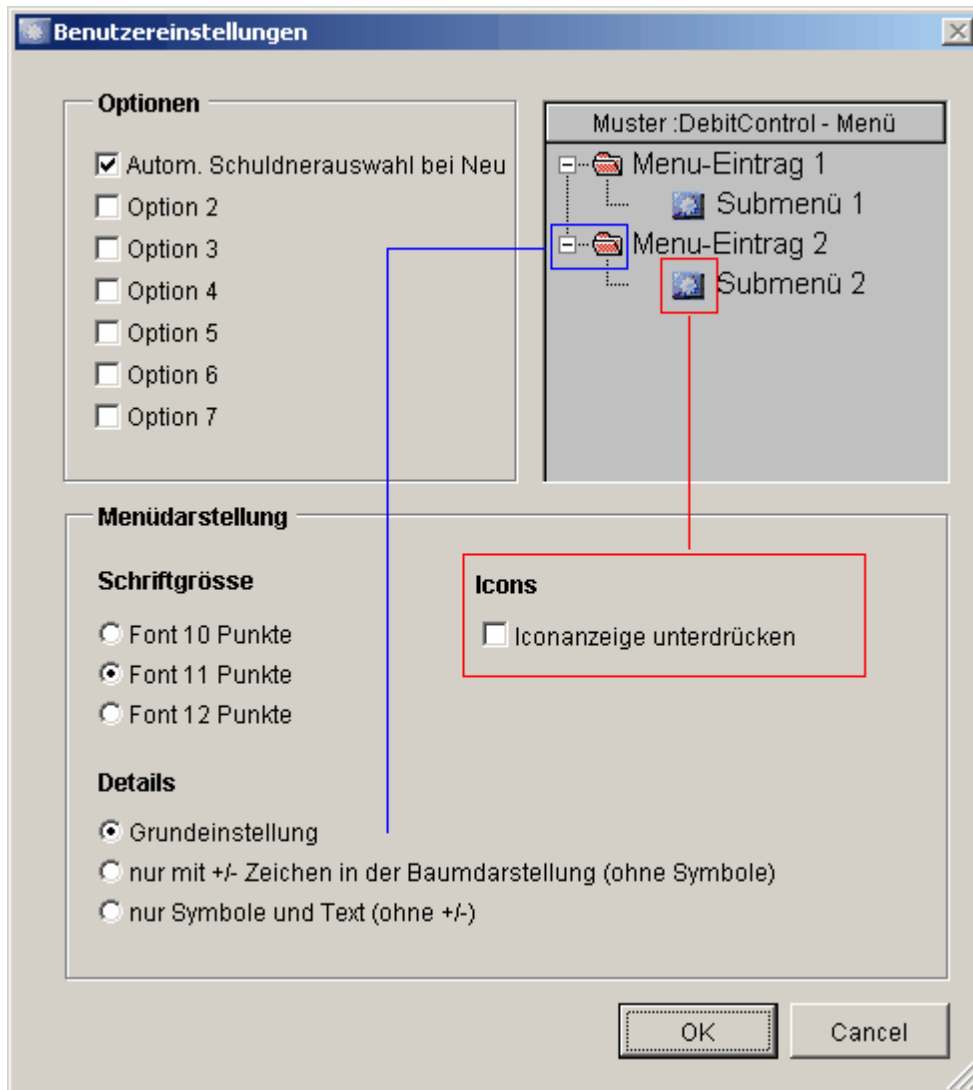 Benutzereinstellungen
Optionen
Autom. Schuldnerauswahl bei Neu
Option 2
Option 3
Option 4
Option 5
Option 6
Option 7
Muster :DebitControl - Menü
Menu-Eintrag 1
Submenü 1
Menu-Eintrag 2
Submenü 2
Menüdarstellung
Schriftgrösse
Font 10 Punkte
Font 11 Punkte
Font 12 Punkte
Icons
Iconanzeige unterdrücken
Details
Grundeinstellung
nur mit +/- Zeichen in der Baumdarstellung (ohne Symbole)
nur Symbole und Text (ohne +/-)
OK
Cancel